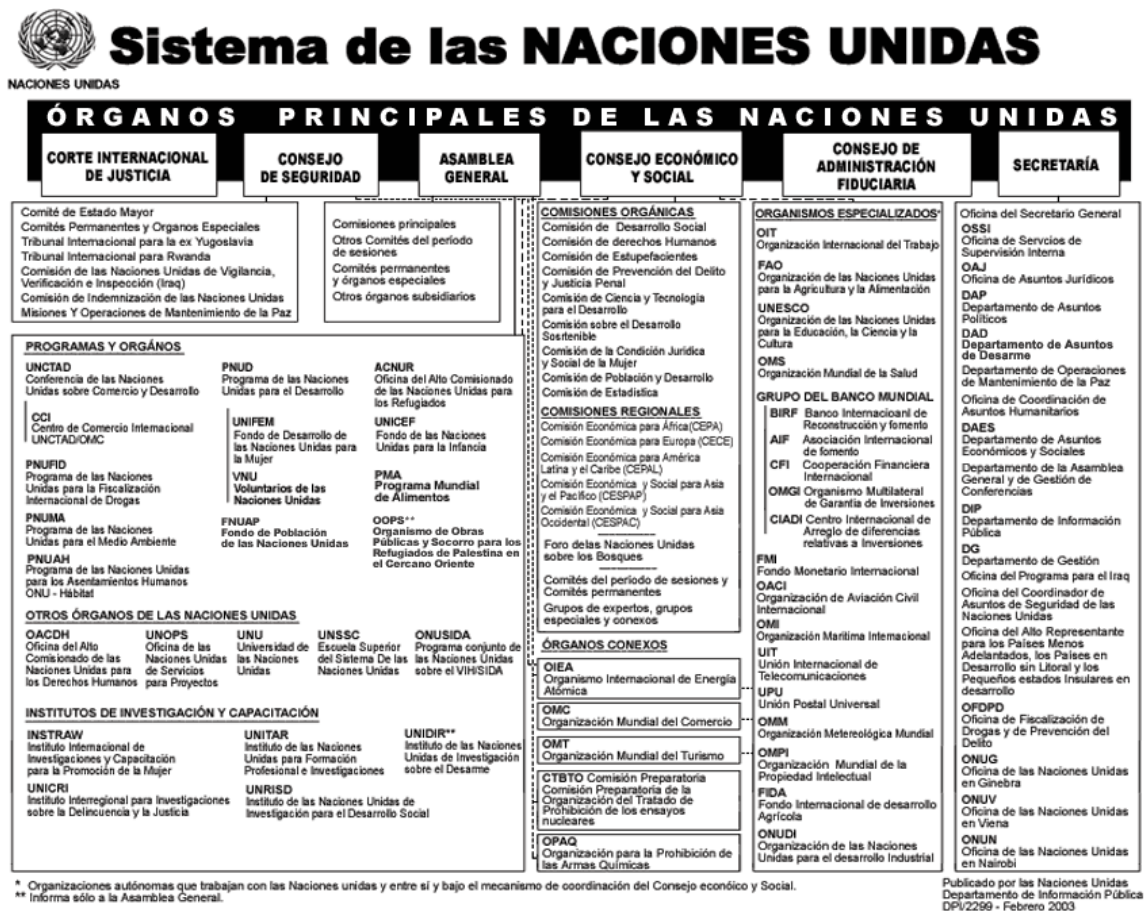 Sistema de las NACIONES UNIDAS
NACIONES UNIDAS
ÓRGANOS PRINCIPALES DE LAS NACIONES UNIDAS
CORTE INTERNACIONAL
DE JUSTICIA
CONSEJO
DE SEGURIDAD
ASAMBLEA
GENERAL
CONSEJO ECONÓMICO
Y SOCIAL
CONSEJO DE
ADMINISTRACIÓN
FIDUCIARIA
SECRETARÍA
Comité de Estado Mayor
Comités Permanentes y Organos Especiales
Tribunal Internacional para la ex Yugoslavia
Tribunal Internacional para Rwanda
Comisión de las Naciones Unidas de Vigilancia,
Verificación e Inspección (Iraq)
Comisión de Indemnización de las Naciones Unidas
Misiones Y Operaciones de Mantenimiento de la Paz
Comisiones principales
Otros Comités del período
de sesiones
Comités permanentes
y órganos especiales
Otros órganos subsidiarios
PROGRAMAS Y ORGÁNOS
UNCTAD
Conferencia de las Naciones
Unidas sobre Comercio y Desarrollo
CCI
Centro de Comercio Internacional
UNCTAD/OMC
PNUFID
Programa de las Naciones
Unidas para la Fiscalización
Internacional de Drogas
PNUMA
Programa de las Naciones
Unidas para el Medio Ambiente
PNUAH
Programa de las Naciones Unidas
para los Asentamientos Humanos
ONU - Hábitat
PNUD
Programa de las Naciones
Unidas para el Desarrollo
UNIFEM
Fondo de Desarrollo de
las Naciones Unidas para
la Mujer
VNU
Voluntarios de las
Naciones Unidas
FNUAP
Fondo de Población
de las Naciones Unidas
ACNUR
Oficina del Alto Comisionado
de las Naciones Unidas para
los Refugiados
UNICEF
Fondo de las Naciones
Unidas para la Infancia
PMA
Programa Mundial
de Alimentos
OOPS**
Organismo de Obras
Públicas y Socorro para los
Refugiados de Palestina en
el Cercano Oriente
OTROS ÓRGANOS DE LAS NACIONES UNIDAS
OACDH
Oficina del Alto
Comisionado de las
Naciones Unidas para
los Derechos Humanos
UNOPS
Oficina de las
Naciones Unidas
de Servicios
para Proyectos
UNU
Universidad de
las Naciones
Unidas
UNSSC
Escuela Superior
del Sistema De las
Naciones Unidas
ONUSIDA
Programa conjunto de
las Naciones Unidas
sobre el VIH/SIDA
INSTITUTOS DE INVESTIGACIÓN Y CAPACITACIÓN
INSTRAW
Instituto Internacional de
Investigaciones y Capacitación
para la Promoción de la Mujer
UNICRI
Instituto Interregional para Investigaciones
sobre la Delincuencia y la Justicia
UNITAR
Instituto de las Naciones
Unidas para Formación
Profesional e Investigaciones
UNRISD
Instituto de las Naciones Unidas de
Investigación para el Desarrollo Social
UNIDIR**
Instituto de las Naciones
Unidas de Investigación
sobre el Desarme
COMISIONES ORGÁNICAS
Comisión de Desarrollo Social
Comisión de derechos Humanos
Comisión de Estupefacientes
Comisión de Prevención del Delito
y Justicia Penal
Comisión de Ciencia y Tecnología
para el Desarrollo
Comisión sobre el Desarrollo
Sosrtenible
Comisión de la Condición Jurídica
y Social de la Mujer
Comisión de Población y Desarrollo
Comisión de Estadística
COMISIONES REGIONALES
Comisión Económica para África(CEPA)
Comisión Económica para Europa (CECE)
Comisión Económica para América
Latina y el Caribe (CEPAL)
Comisión Económica y Social para Asia
y el Pacífico (CESPAP)
Comisión Económica y Social para Asia
Occidental (CESPAC)
Foro delas Naciones Unidas
sobre los Bosques
Comités del período de sesiones y
Comités permanentes
Grupos de expertos, grupos
especiales y conexos
ÓRGANOS CONEXOS
OIEA
Organismo Internacional de Energía
Atómica
OMC
Organización Mundial del Comercio
OMT
Organización Mundial del Turismo
CTBTO Comisión Preparatoria
Comisión Preparatoria de la
Organización del Tratado de
Prohibición de los ensayos
nucleares
OPAQ
Organización para la Prohibición de
las Armas Químicas
ORGANISMOS ESPECIALIZADOS*
OIT
Organización Internacional del Trabajo
FAO
Organización de las Naciones Unidas
para la Agricultura y la Alimentación
UNESCO
Organización de las Naciones Unidas
para la Educación, la Ciencia y la
Cultura
OMS
Organización Mundial de la Salud
GRUPO DEL BANCO MUNDIAL
BIRF Banco Internacioanl de
Reconstrucción y fomento
AIF Asociación Internacional
de fomento
CFI Cooperación Financiera
Internacional
OMGI Organismo Multilateral
de Garantía de Inversiones
CIADI Centro Internacional de
Arreglo de diferencias
relativas a Inversiones
FMI
Fondo Monetario Internacional
OACI
Organización de Aviación Civil
Internacional
OMI
Organización Marítima Internacional
UIT
Unión Internacional de
Telecomunicaciones
UPU
Unión Postal Universal
OMM
Organización Metereológica Mundial
OMPI
Organización Mundial de la
Propiedad Intelectual
FIDA
Fondo Internacional de desarrollo
Agrícola
ONUDI
Organización de las Naciones
Unidas para el desarrollo Industrial
Oficina del Secretario General
OSSI
Oficina de Servcios de
Supervisión Interna
OAJ
Oficina de Asuntos Jurídicos
DAP
Departamento de Asuntos
Políticos
DAD
Departamento de Asuntos
de Desarme
Departamento de Operaciones
de Mantenimiento de la Paz
Oficina de Coordinación de
Asuntos Humanitarios
DAES
Departamento de Asuntos
Económicos y Sociales
Departamento de la Asamblea
General y de Gestión de
Conferencias
DIP
Departamento de Información
Pública
DG
Departamento de Gestión
Oficina del Programa para el Iraq
Oficina del Coordinador de
Asuntos de Seguridad de las
Naciones Unidas
Oficina del Alto Representante
para los Países Menos
Adelantados, los Países en
Desarrollo sin Litoral y los
Pequeños estados Insulares en
desarrollo
OFDPD
Oficina de Fiscalización de
Drogas y de Prevención del
Delito
ONUG
Oficina de las Naciones Unidas
en Ginebra
ONUV
Oficina de las Naciones Unidas
en Viena
ONUN
Oficina de las Naciones Unidas
en Nairobi
* Organizaciones autónomas que trabajan con las Naciones unidas y entre sí y bajo el mecanismo de coordinación del Consejo econóico y Social.
** Informa sólo a la Asamblea General.
Publicado por las Naciones Unidas
Departamento de Información Pública
DPI/2299 - Febrero 2003